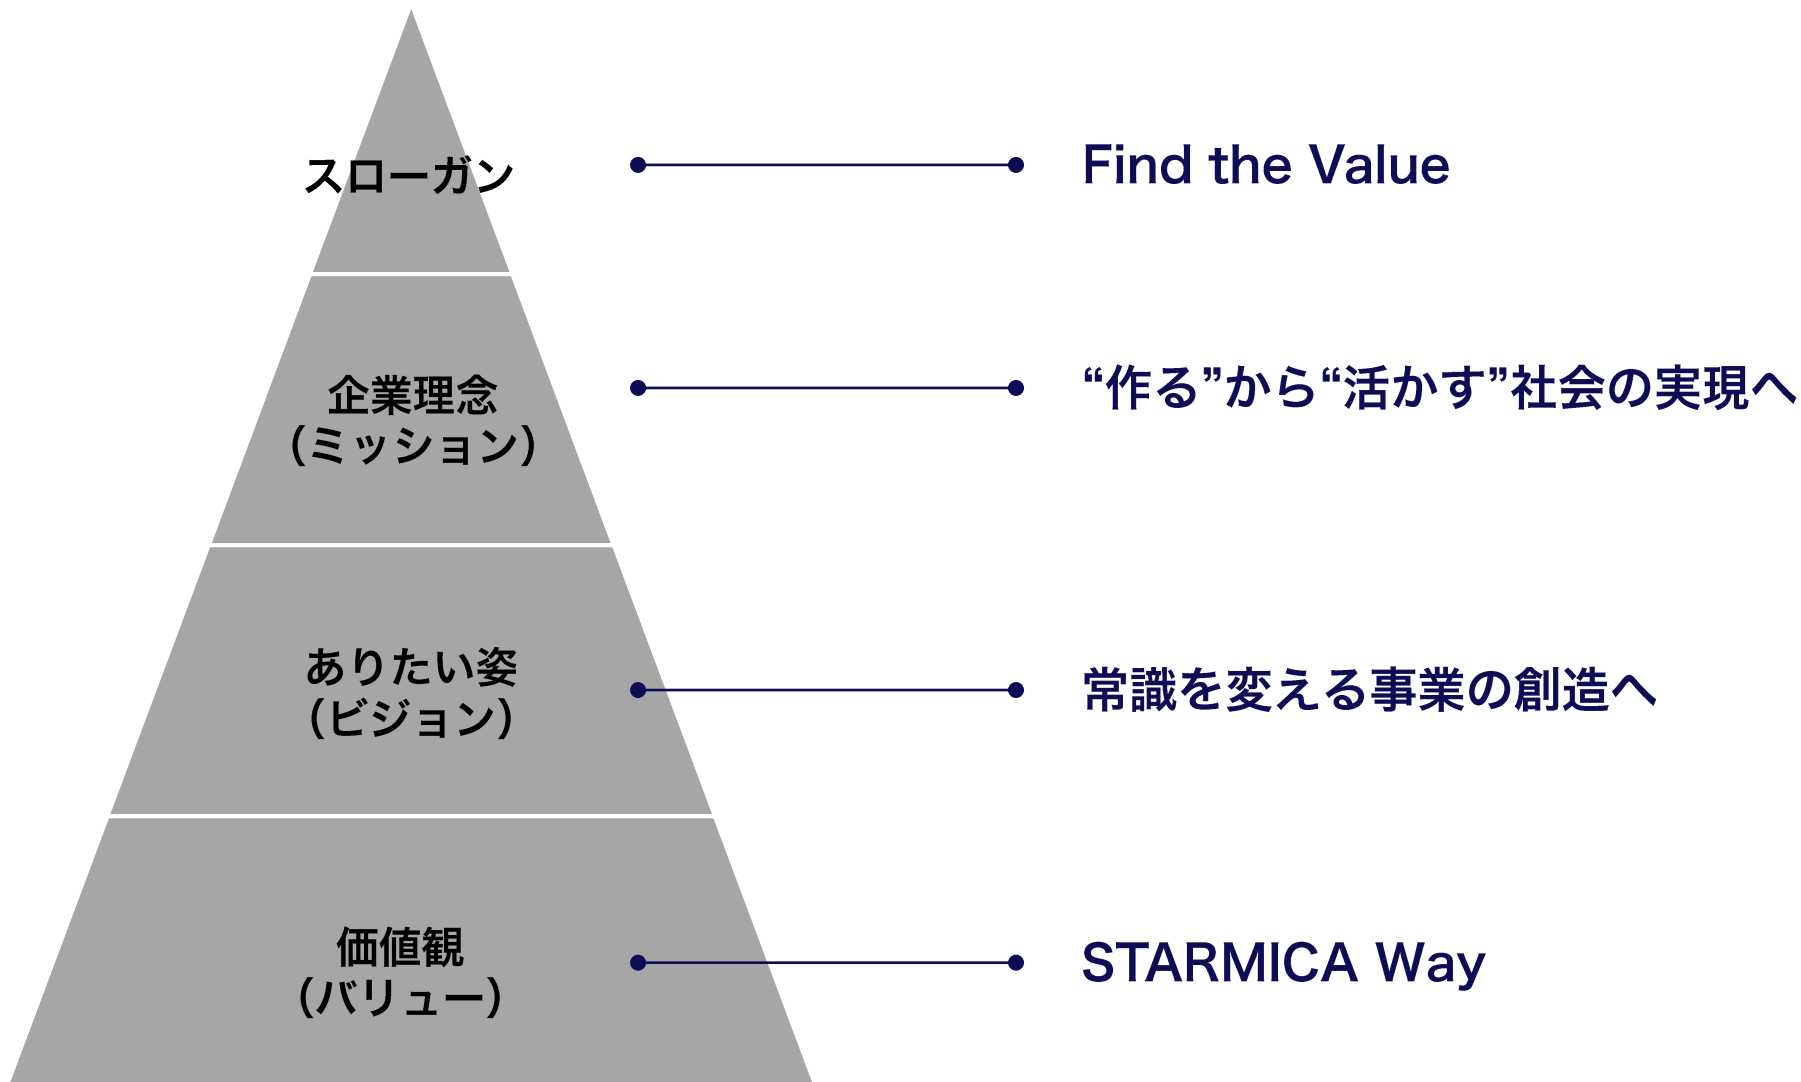 スローガン
Find the Value
企業理念
（ミッション）
“作る”から“活かす”社会の実現へ
ありたい姿
（ビジョン）
常識を変える事業の創造へ
価値観
（バリュー）
STARMICA Way